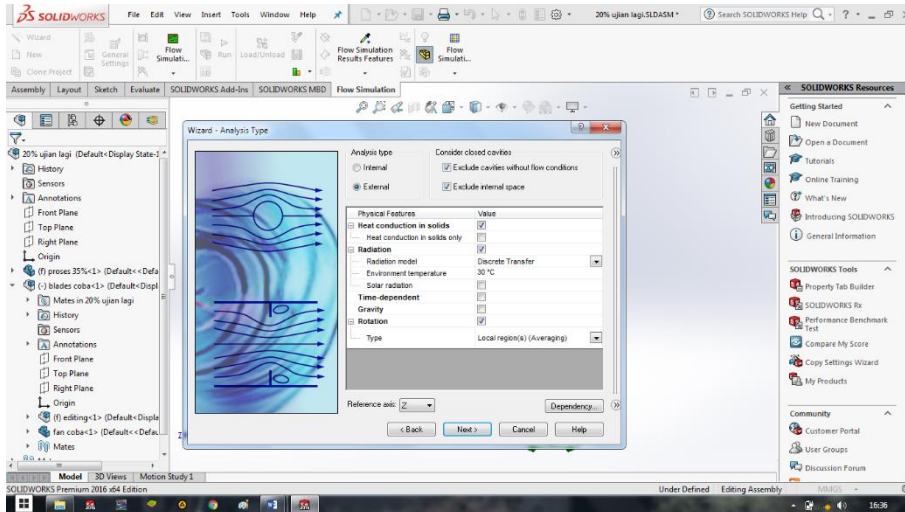 SOLIDWORKS File Edit View Insert Tools Window Help 20% ujian lagi.SLDASM * Search SOLIDWORKS Help
Wizard
New
Clone Project
General Settings
Flow Simulati...
Run Load/Unload
Flow Simulation Results Features
Flow Simulati...
Assembly Layout Sketch Evaluate SOLIDWORKS Add-Ins SOLIDWORKS MBD Flow Simulation
20% ujian lagi (Default<Display State-1
History
Sensors
Annotations
Front Plane
Top Plane
Right Plane
Origin
(f) proses 35%<1> (Default<<Defa
(-) blades coba<1> (Default<Displ
Mates in 20% ujian lagi
History
Sensors
Annotations
Front Plane
Top Plane
Right Plane
Origin
(f) editing<1> (Default<Displa
fan coba<1> (Default<<Defau
Mates
Wizard - Analysis Type
Analysis type
Internal
External
Consider closed cavities
Exclude cavities without flow conditions
Exclude internal space
Physical Features Value
Heat conduction in solids
Heat conduction in solids only
Radiation
Radiation model Discrete Transfer
Environment temperature 30 °C
Solar radiation
Time-dependent
Gravity
Rotation
Type Local region(s) (Averaging)
Reference axis: Z Dependency...
< Back Next > Cancel Help
SOLIDWORKS Resources
Getting Started
New Document
Open a Document
Tutorials
Online Training
What's New
Introducing SOLIDWORKS
General Information
SOLIDWORKS Tools
Property Tab Builder
SOLIDWORKS Rx
Performance Benchmark Test
Compare My Score
Copy Settings Wizard
My Products
Community
Customer Portal
User Groups
Discussion Forum
Model 3D Views Motion Study 1
SOLIDWORKS Premium 2016 x64 Edition Under Defined Editing Assembly MMGS
16:36